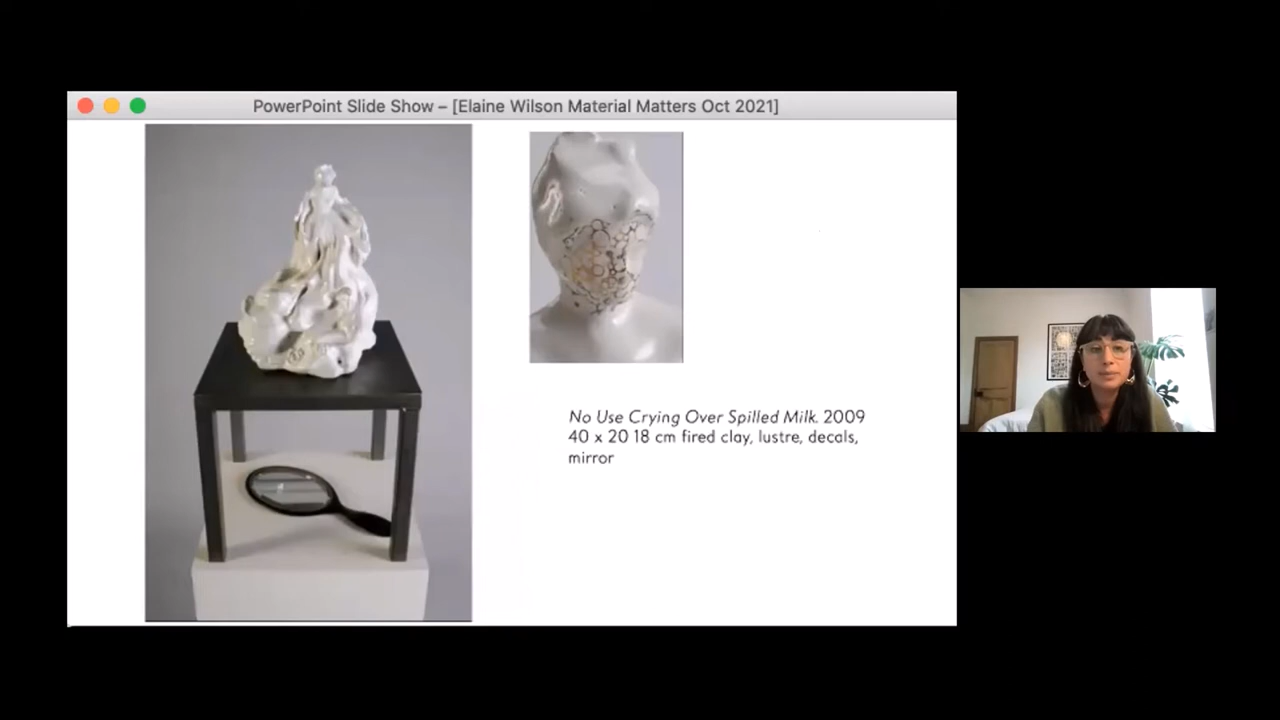 PowerPoint Slide Show – [Elaine Wilson Material Matters Oct 2021]
No Use Crying Over Spilled Milk. 2009
40 x 20 18 cm fired clay, lustre, decals,
mirror